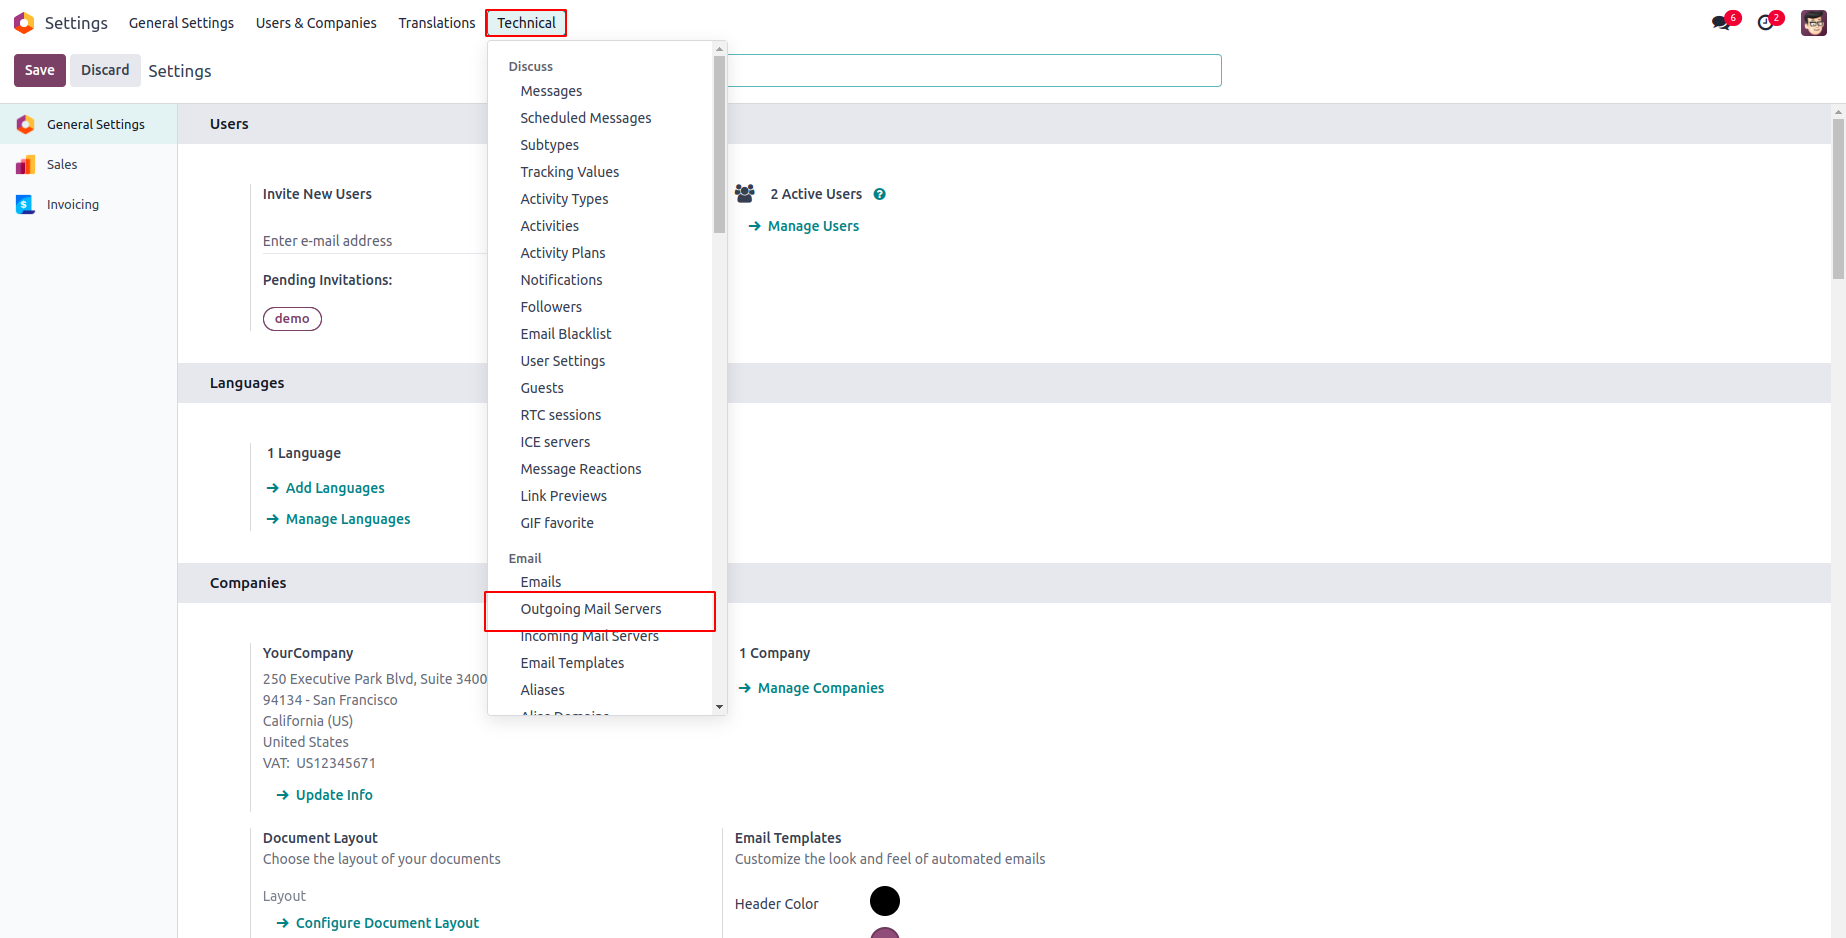 Settings General Settings Users & Companies Translations Technical 6 2
Save Discard Settings
General Settings
Sales
Invoicing
Discuss
Messages
Scheduled Messages
Subtypes
Tracking Values
Activity Types
Activities
Activity Plans
Notifications
Followers
Email Blacklist
User Settings
Guests
RTC sessions
ICE servers
Message Reactions
Link Previews
GIF favorite
Email
Emails
Outgoing Mail Servers
Incoming Mail Servers
Email Templates
Aliases
Users
Invite New Users
Enter e-mail address
Pending Invitations:
demo
2 Active Users ?
Manage Users
Languages
1 Language
Add Languages
Manage Languages
Companies
YourCompany
250 Executive Park Blvd, Suite 3400
94134 - San Francisco
California (US)
United States
VAT: US12345671
Update Info
1 Company
Manage Companies
Document Layout
Choose the layout of your documents
Layout
Configure Document Layout
Email Templates
Customize the look and feel of automated emails
Header Color